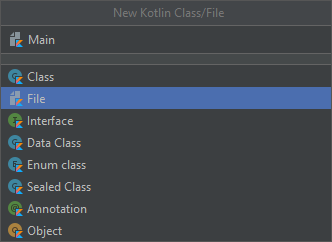 New Kotlin Class/File
Main
Class
File
Interface
Data Class
Enum class
Sealed Class
Annotation
Object